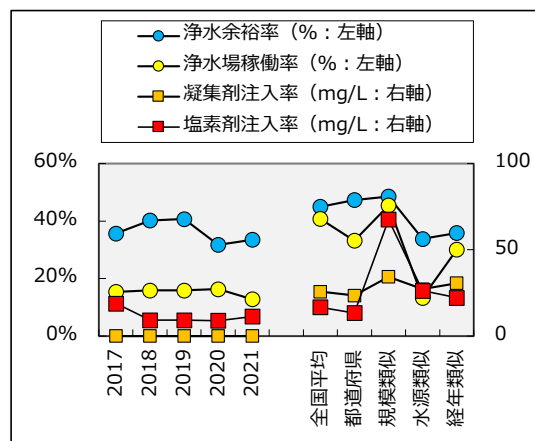 浄水余裕率（%：左軸）
浄水場稼働率（%：左軸）
凝集剤注入率（mg/L：右軸）
塩素剤注入率（mg/L：右軸）
60%
40%
20%
0%
100
50
0
2017
2018
2019
2020
2021
全国平均
都道府県
規模類似
水源類似
経年類似